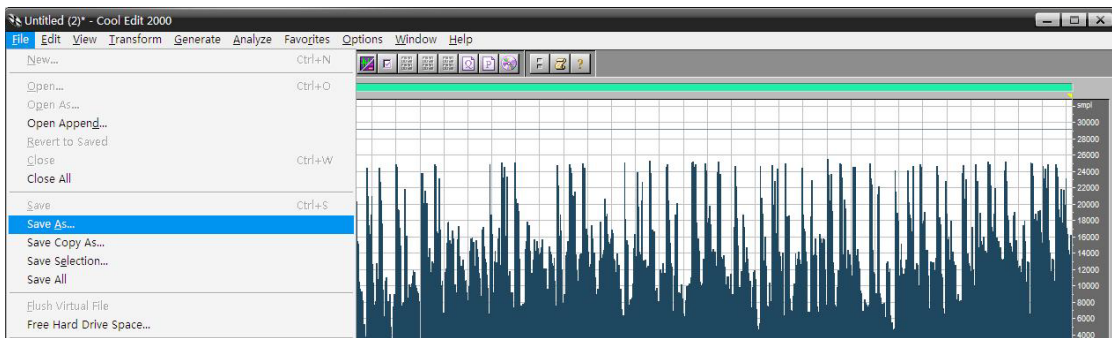 Untitled (2)* - Cool Edit 2000
File Edit View Transform Generate Analyze Favorites Options Window Help
New... Ctrl+N
Open... Ctrl+O
Open As...
Open Append...
Revert to Saved
Close Ctrl+W
Close All
Save Ctrl+S
Save As...
Save Copy As...
Save Selection...
Save All
Flush Virtual File
Free Hard Drive Space...
F ?
smpl
30000
28000
26000
24000
22000
20000
18000
16000
14000
12000
10000
8000
6000
4000